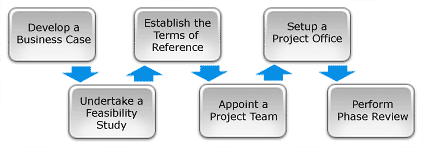 Develop a
Business Case
Undertake a
Feasibility
Study
Establish the
Terms of
Reference
Appoint a
Project Team
Setup a
Project Office
Perform
Phase Review